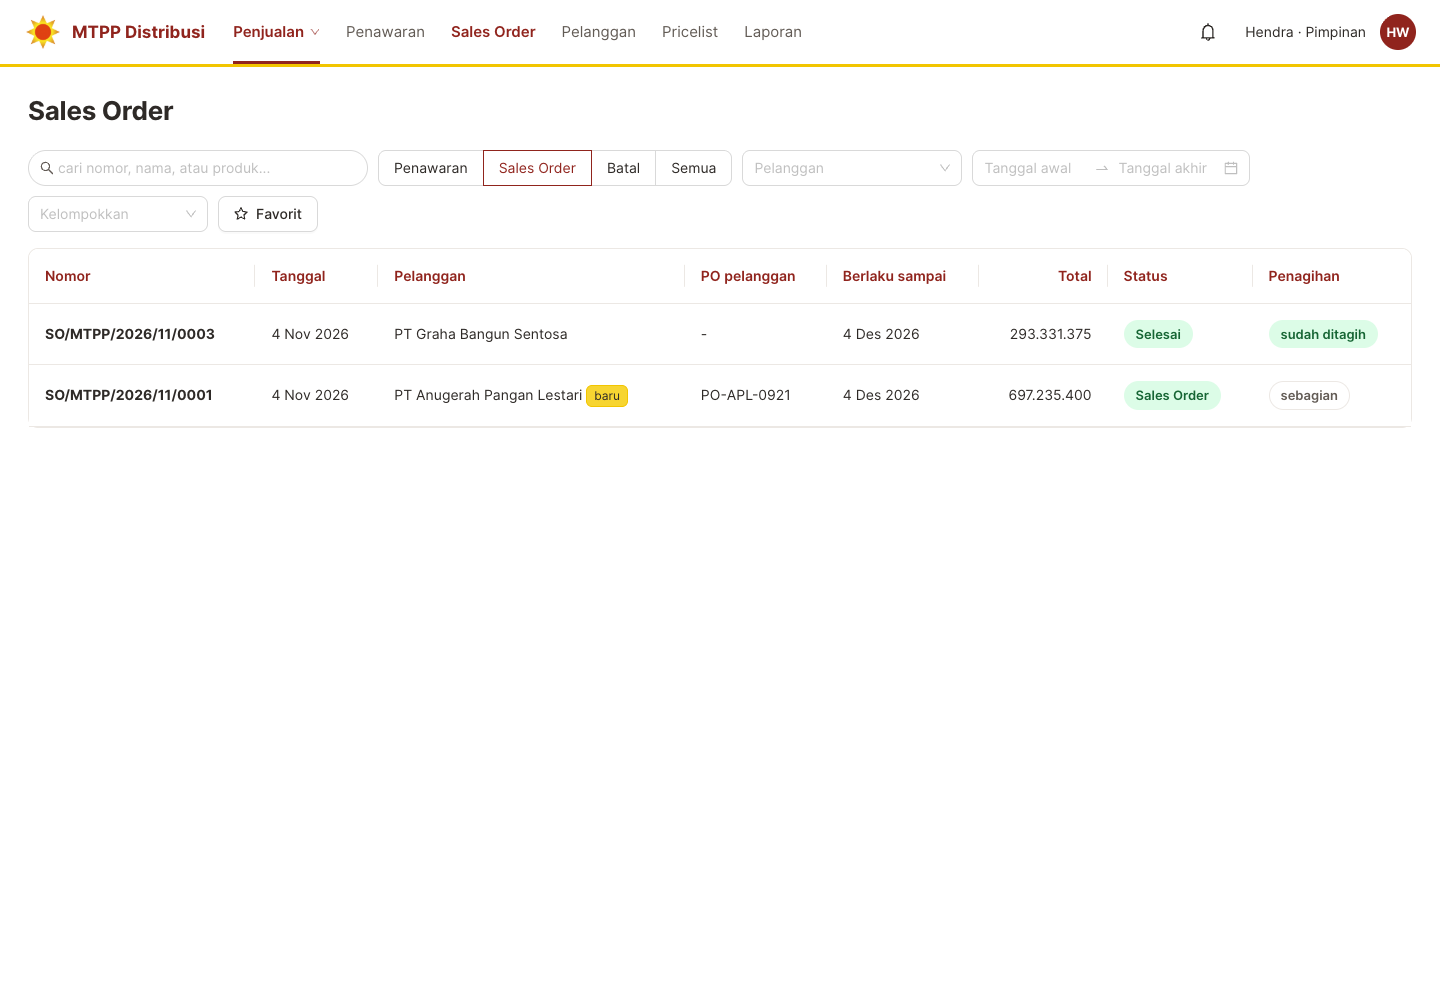 MTPP Distribusi Penjualan Penawaran Sales Order Pelanggan Pricelist Laporan Hendra · Pimpinan HW
Sales Order
cari nomor, nama, atau produk... Penawaran Sales Order Batal Semua Pelanggan Tanggal awal Tanggal akhir
Kelompokkan Favorit
Nomor Tanggal Pelanggan PO pelanggan Berlaku sampai Total Status Penagihan
SO/MTPP/2026/11/0003 4 Nov 2026 PT Graha Bangun Sentosa - 4 Des 2026 293.331.375 Selesai sudah ditagih
SO/MTPP/2026/11/0001 4 Nov 2026 PT Anugerah Pangan Lestari baru PO-APL-0921 4 Des 2026 697.235.400 Sales Order sebagian